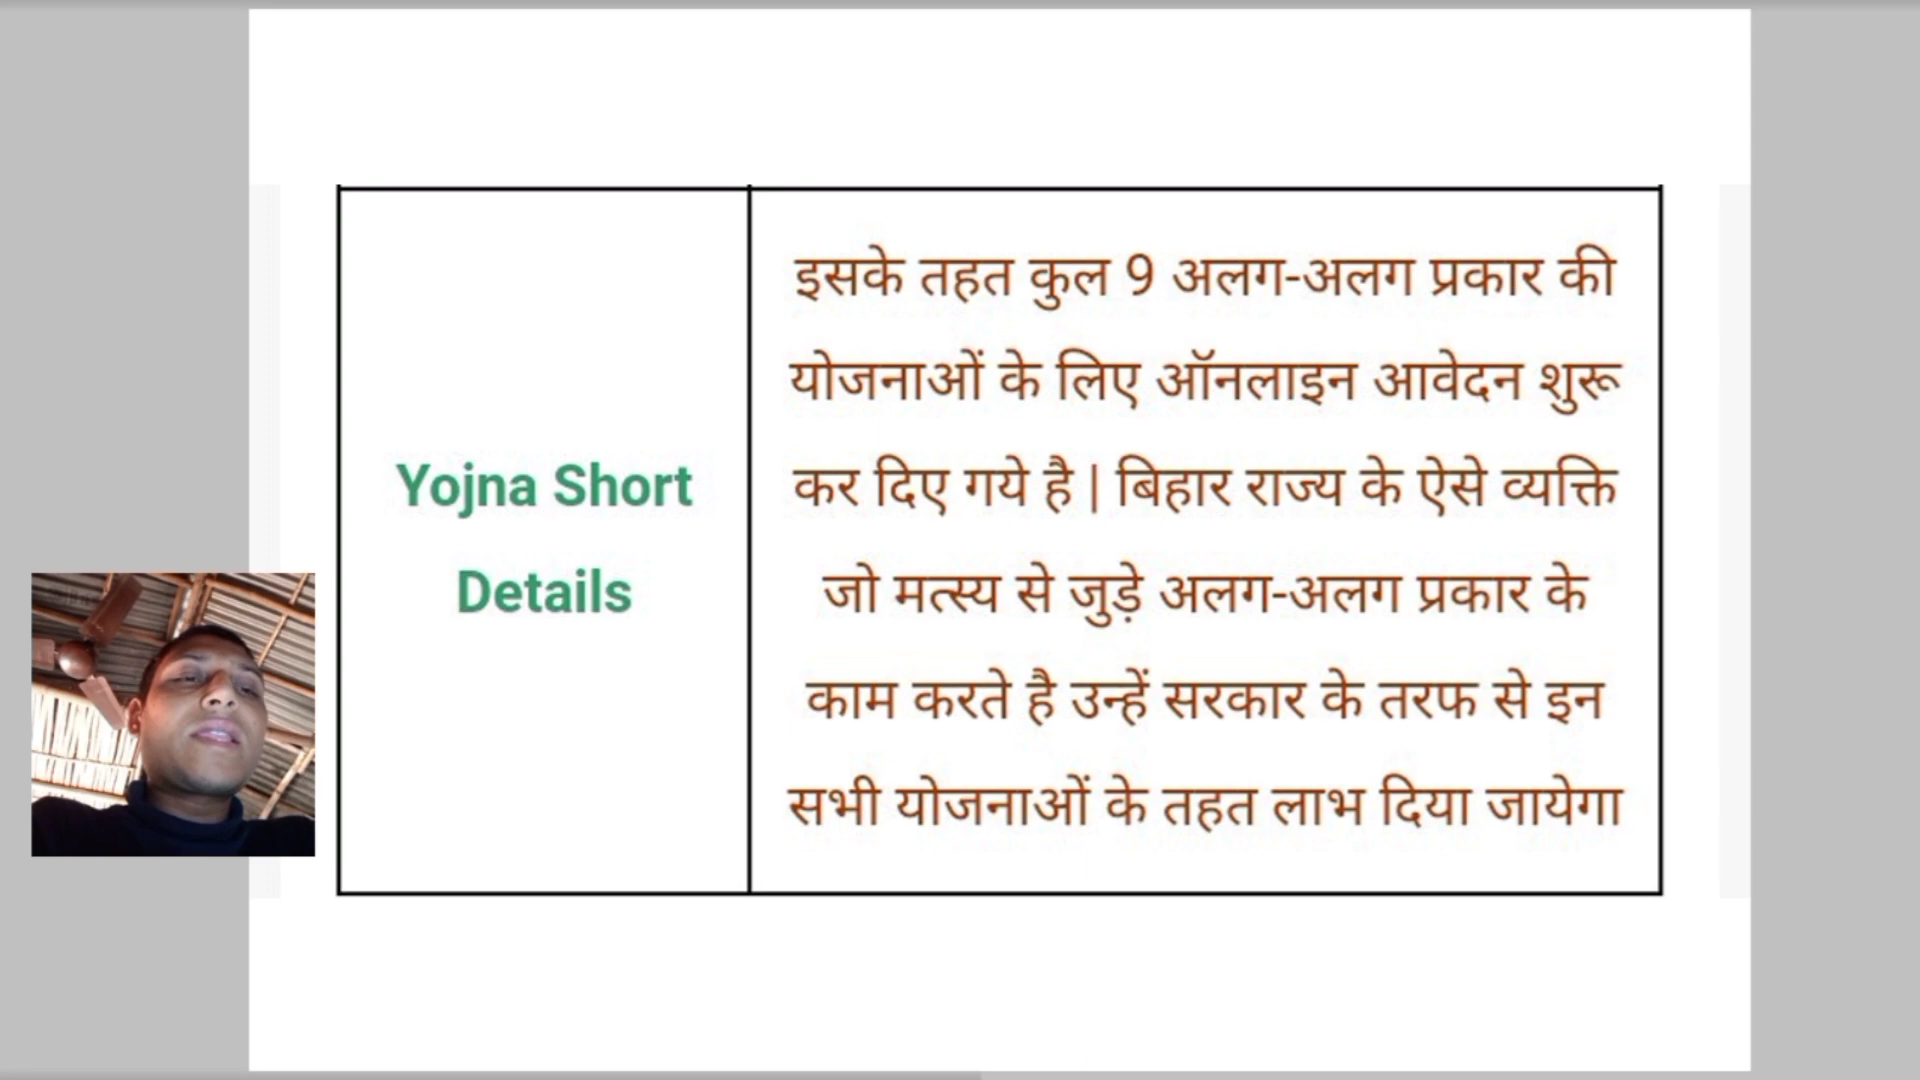 Yojna Short
Details
इसके तहत कुल 9 अलग-अलग प्रकार की
योजनाओं के लिए ऑनलाइन आवेदन शुरू
कर दिए गये है | बिहार राज्य के ऐसे व्यक्ति
जो मत्स्य से जुड़े अलग-अलग प्रकार के
काम करते है उन्हें सरकार के तरफ से इन
सभी योजनाओं के तहत लाभ दिया जायेगा